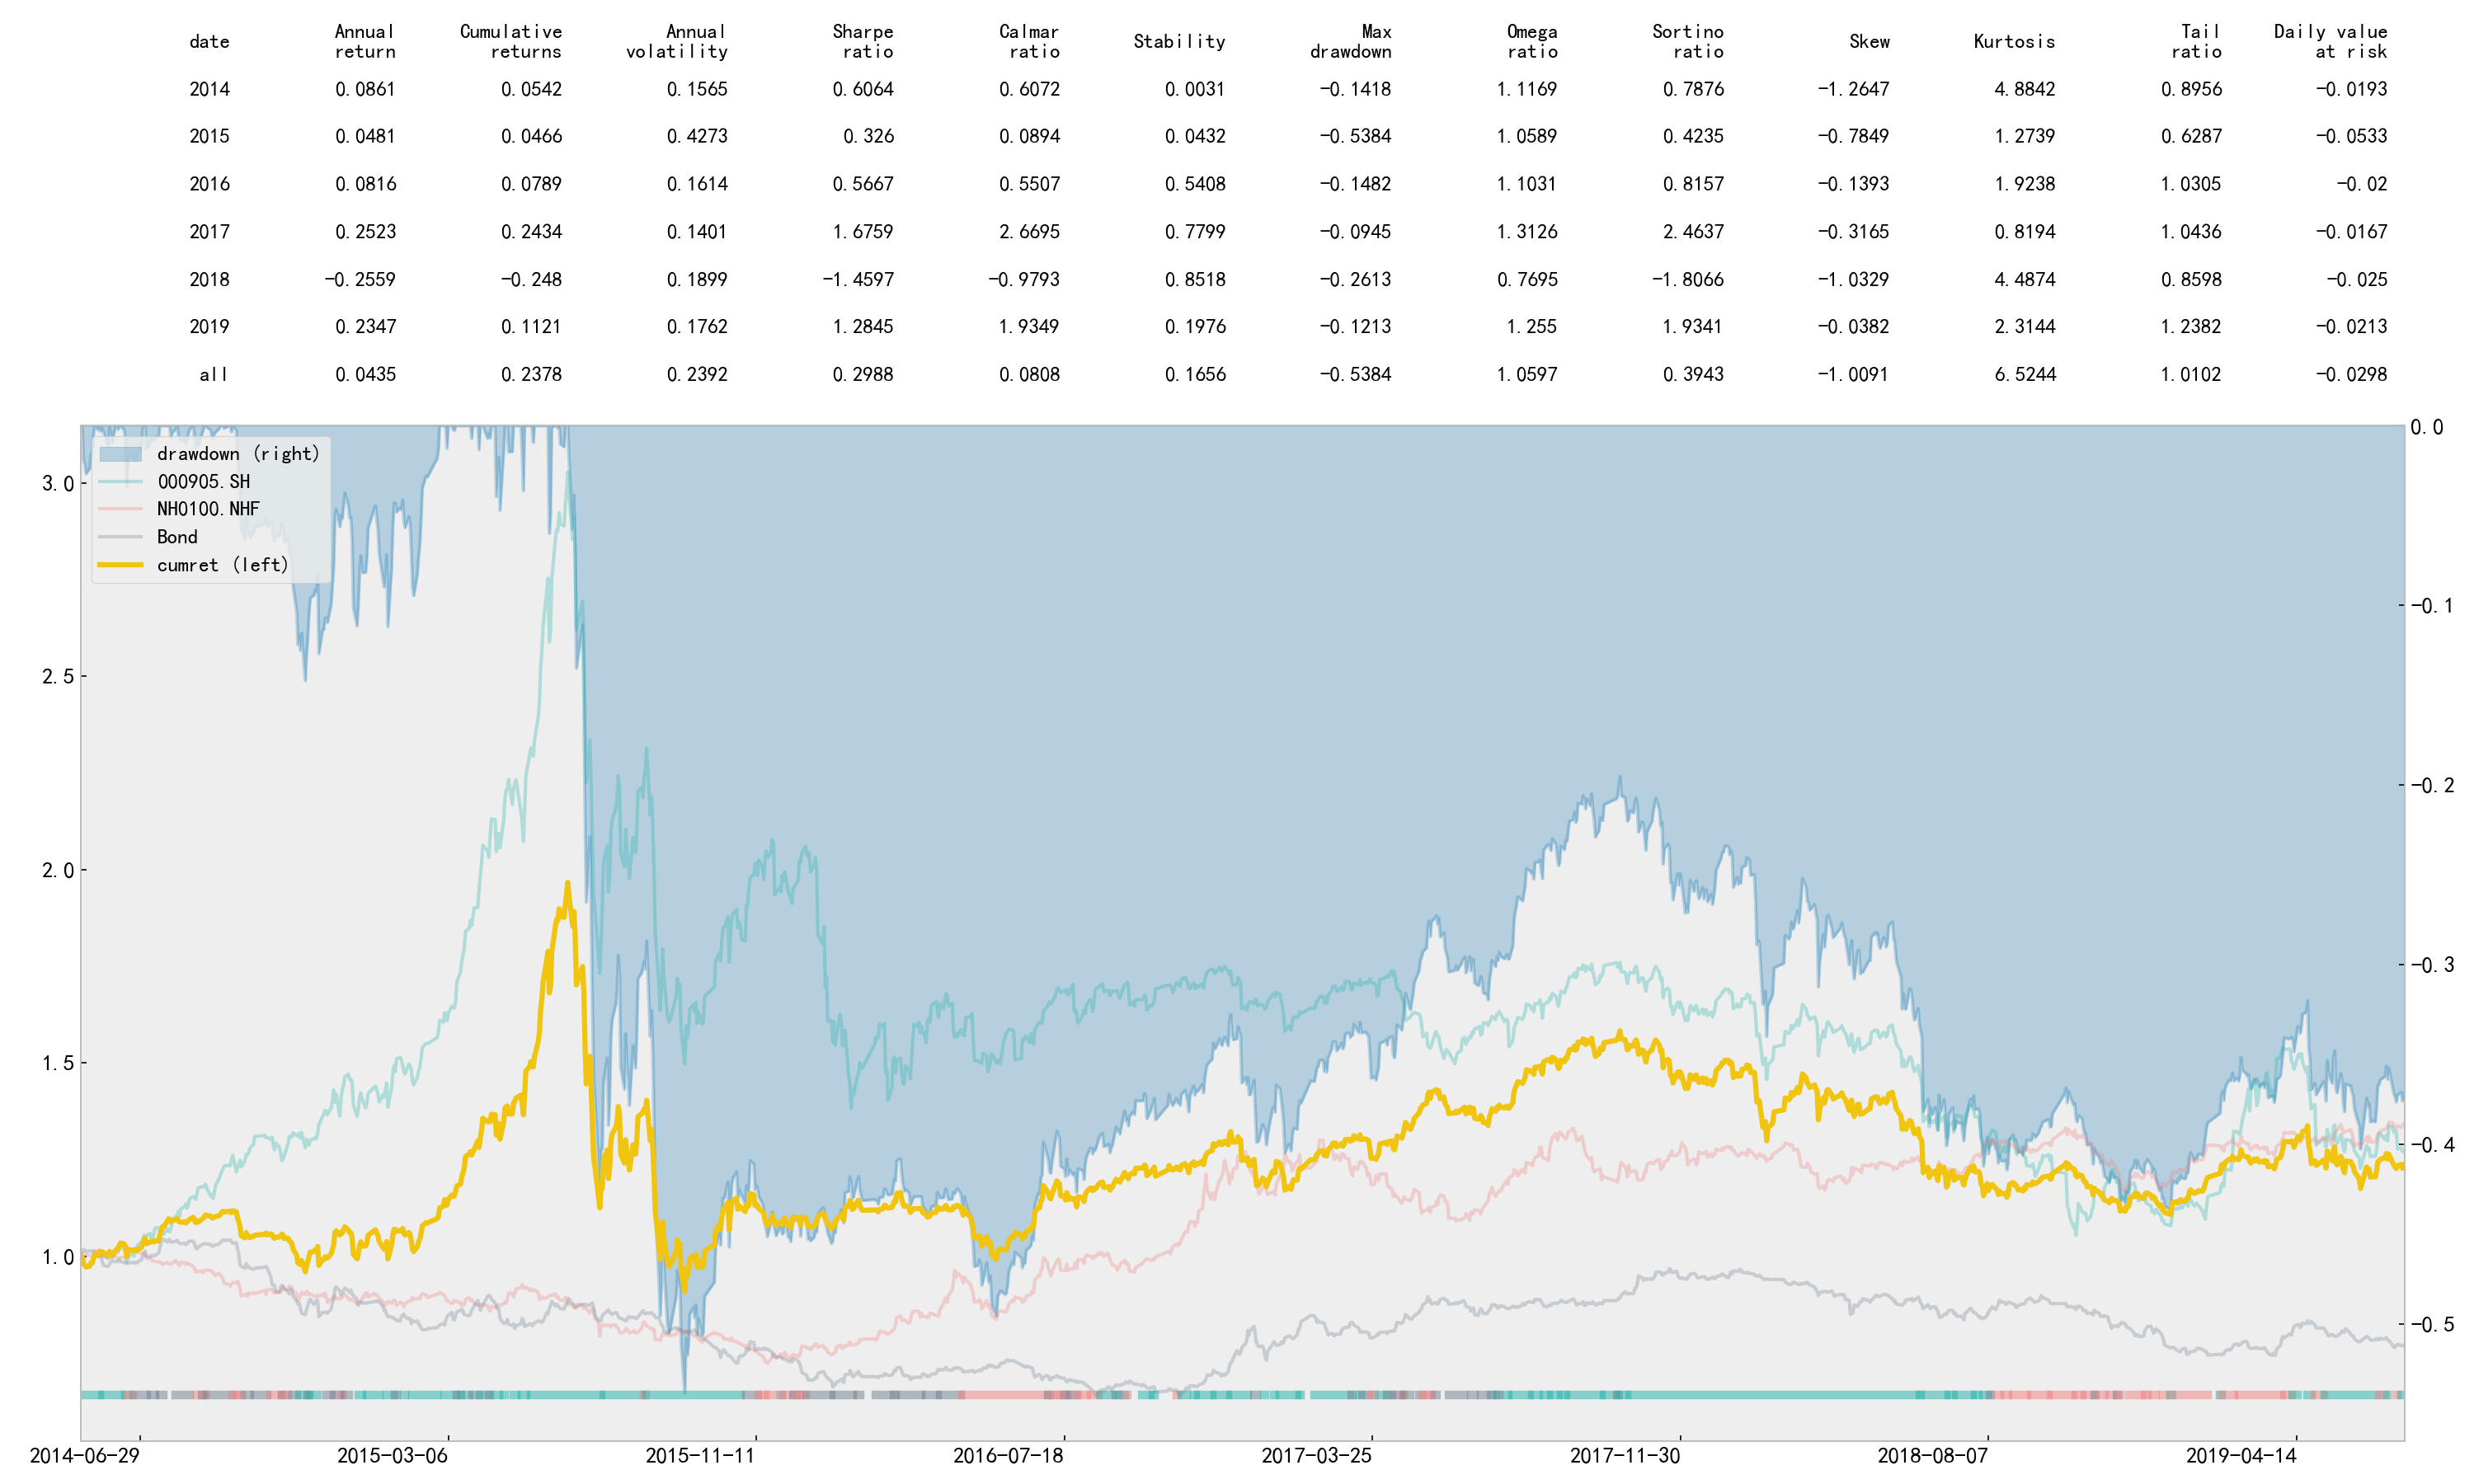 date Annual return Cumulative returns Annual volatility Sharpe ratio Calmar ratio Stability Max drawdown Omega ratio Sortino ratio Skew Kurtosis Tail ratio Daily value at risk
2014 0.0861 0.0542 0.1565 0.6064 0.6072 0.0031 -0.1418 1.1169 0.7876 -1.2647 4.8842 0.8956 -0.0193
2015 0.0481 0.0466 0.4273 0.326 0.0894 0.0432 -0.5384 1.0589 0.4235 -0.7849 1.2739 0.6287 -0.0533
2016 0.0816 0.0789 0.1614 0.5667 0.5507 0.5408 -0.1482 1.1031 0.8157 -0.1393 1.9238 1.0305 -0.02
2017 0.2523 0.2434 0.1401 1.6759 2.6695 0.7799 -0.0945 1.3126 2.4637 -0.3165 0.8194 1.0436 -0.0167
2018 -0.2559 -0.248 0.1899 -1.4597 -0.9793 0.8518 -0.2613 0.7695 -1.8066 -1.0329 4.4874 0.8598 -0.025
2019 0.2347 0.1121 0.1762 1.2845 1.9349 0.1976 -0.1213 1.255 1.9341 -0.0382 2.3144 1.2382 -0.0213
all 0.0435 0.2378 0.2392 0.2988 0.0808 0.1656 -0.5384 1.0597 0.3943 -1.0091 6.5244 1.0102 -0.0298
drawdown (right)
000905.SH
NH0100.NHF
Bond
cumret (left)
3.0
2.5
2.0
1.5
1.0
0.0
-0.1
-0.2
-0.3
-0.4
-0.5
2014-06-29 2015-03-06 2015-11-11 2016-07-18 2017-03-25 2017-11-30 2018-08-07 2019-04-14